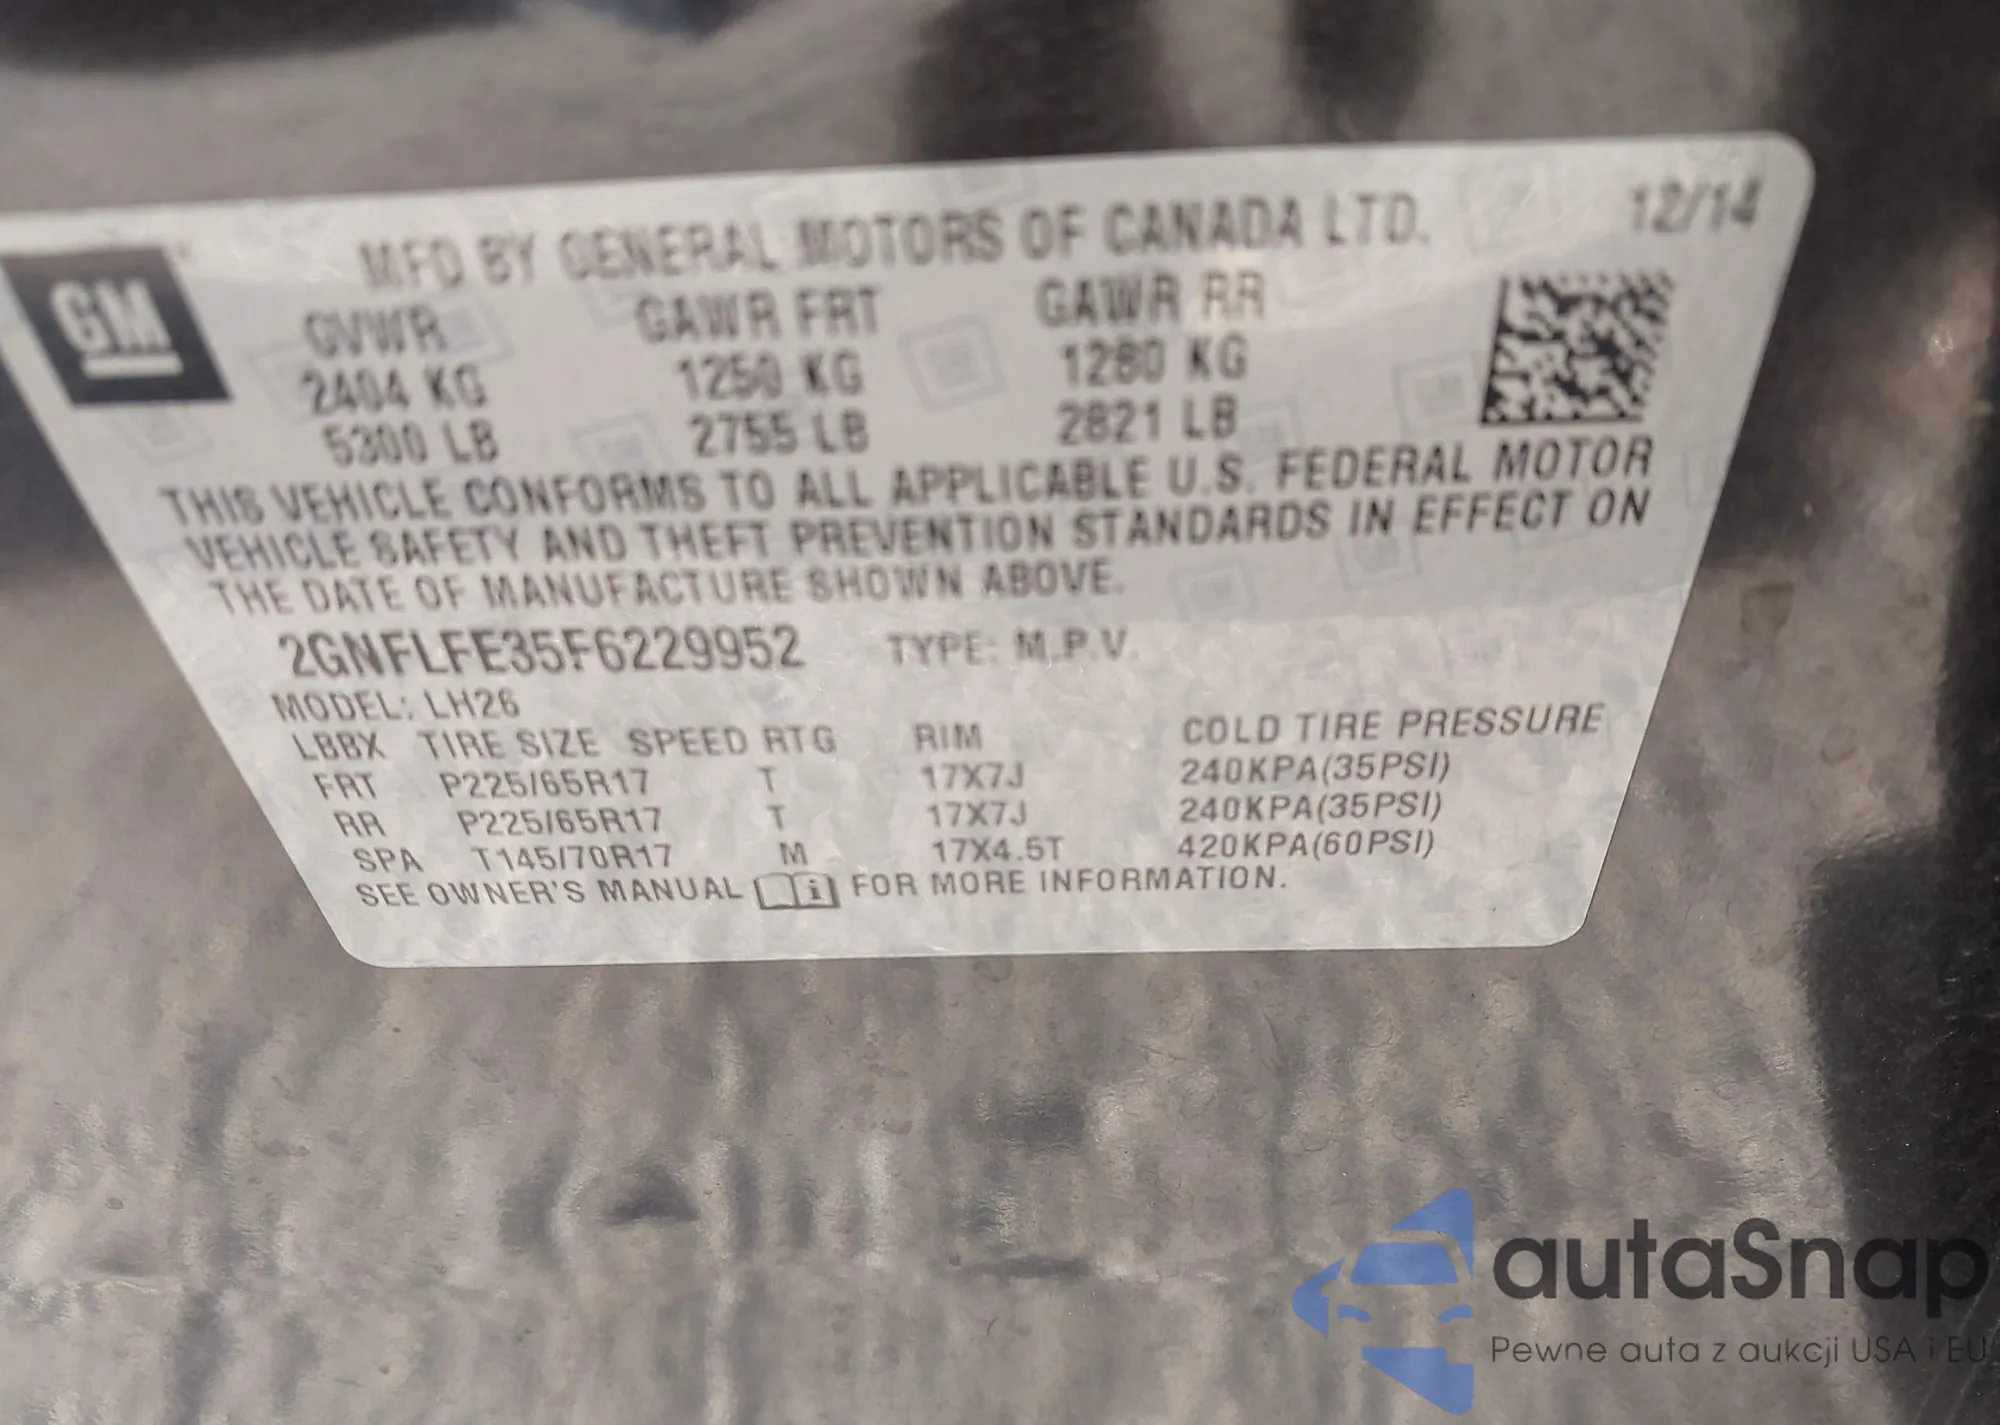 MFD BY GENERAL MOTORS OF CANADA LTD. 12/14
GM
GVWR GAWR FRT GAWR RR
2404 KG 1250 KG 1280 KG
5300 LB 2755 LB 2821 LB
THIS VEHICLE CONFORMS TO ALL APPLICABLE U.S. FEDERAL MOTOR
VEHICLE SAFETY AND THEFT PREVENTION STANDARDS IN EFFECT ON
THE DATE OF MANUFACTURE SHOWN ABOVE.
2GNFLFE35F6229952 TYPE: M.P.V.
MODEL: LH26
LBBX TIRE SIZE SPEED RTG RIM COLD TIRE PRESSURE
FRT P225/65R17 T 17X7J 240KPA(35PSI)
RR P225/65R17 T 17X7J 240KPA(35PSI)
SPA T145/70R17 M 17X4.5T 420KPA(60PSI)
SEE OWNER'S MANUAL FOR MORE INFORMATION.
autaSnap
Pewne auta z aukcji USA i EU